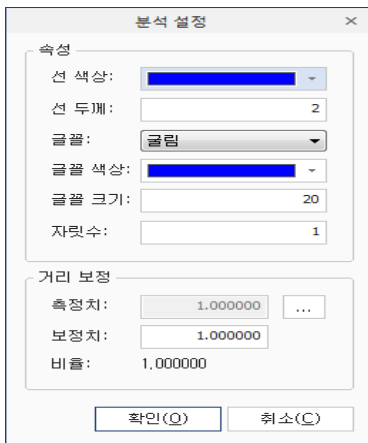 분석 설정
속성
선 색상:
선 두께: 2
글꼴: 굴림
글꼴 색상:
글꼴 크기: 20
자릿수: 1
거리 보정
측정치: 1.000000 ...
보정치: 1.000000
비율: 1,000000
확인(O) 취소(C)